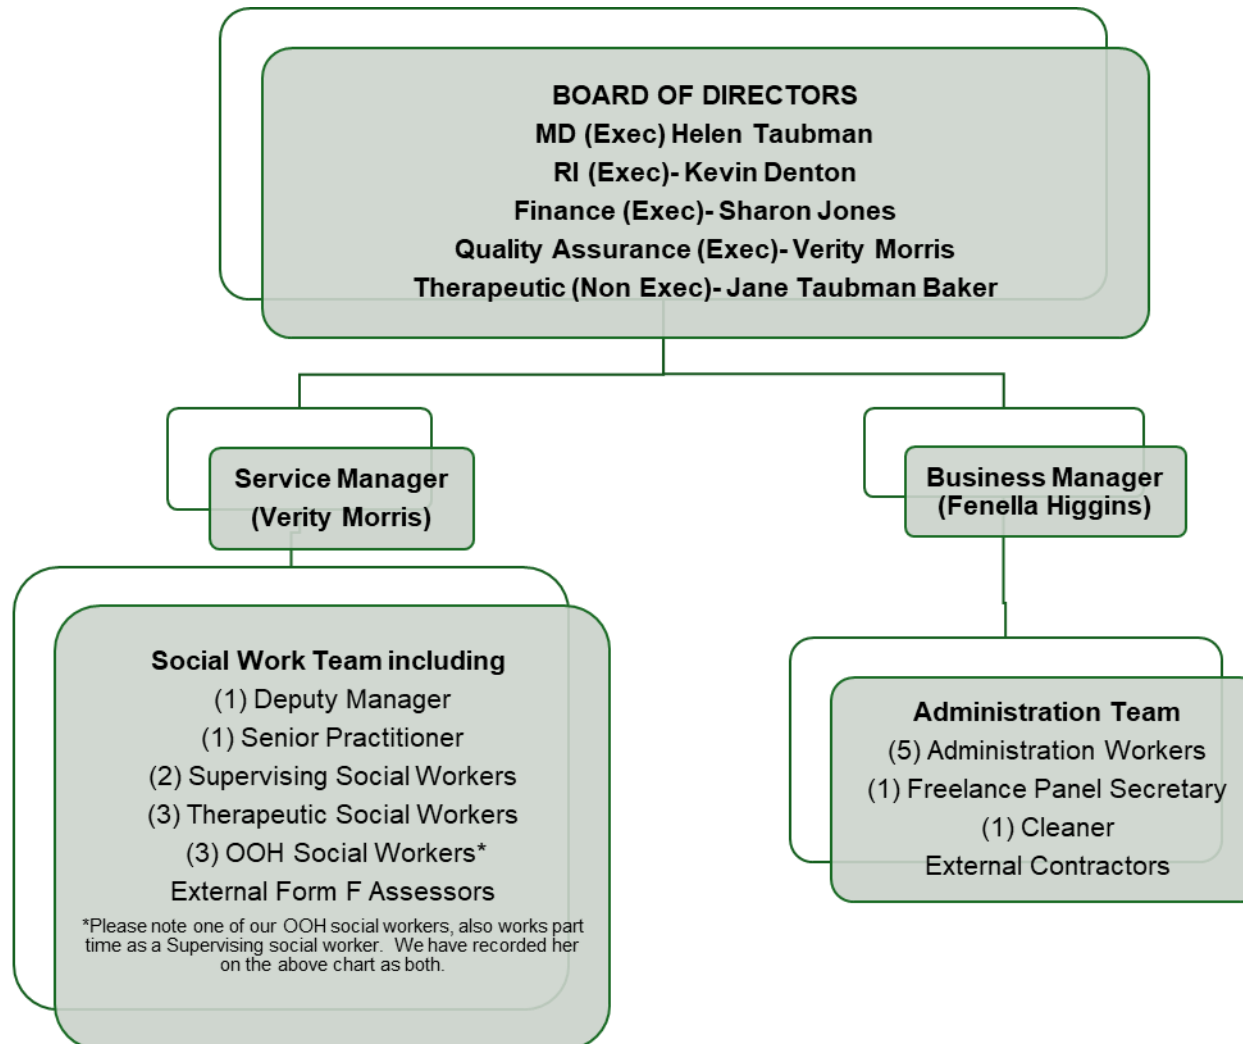 BOARD OF DIRECTORS
MD (Exec) Helen Taubman
RI (Exec)- Kevin Denton
Finance (Exec)- Sharon Jones
Quality Assurance (Exec)- Verity Morris
Therapeutic (Non Exec)- Jane Taubman Baker
Service Manager
(Verity Morris)
Business Manager
(Fenella Higgins)
Social Work Team including
(1) Deputy Manager
(1) Senior Practitioner
(2) Supervising Social Workers
(3) Therapeutic Social Workers
(3) OOH Social Workers*
External Form F Assessors
*Please note one of our OOH social workers, also works part
time as a Supervising social worker. We have recorded her
on the above chart as both.
Administration Team
(5) Administration Workers
(1) Freelance Panel Secretary
(1) Cleaner
External Contractors